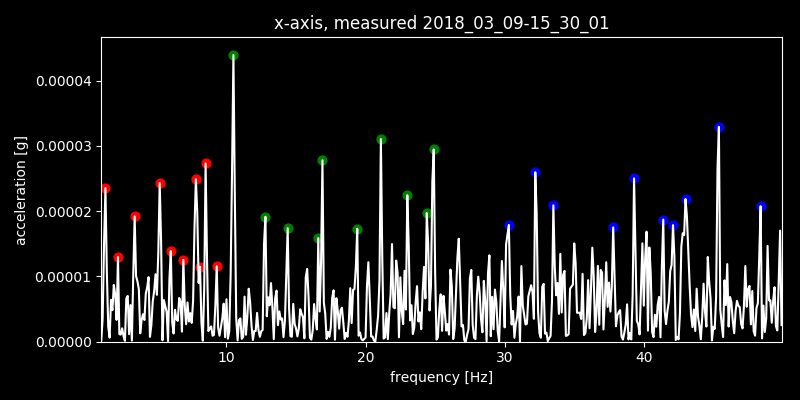 x-axis, measured 2018_03_09-15_30_01
0.00004
0.00003
0.00002
0.00001
0.00000
acceleration [g]
10 20 30 40
frequency [Hz]